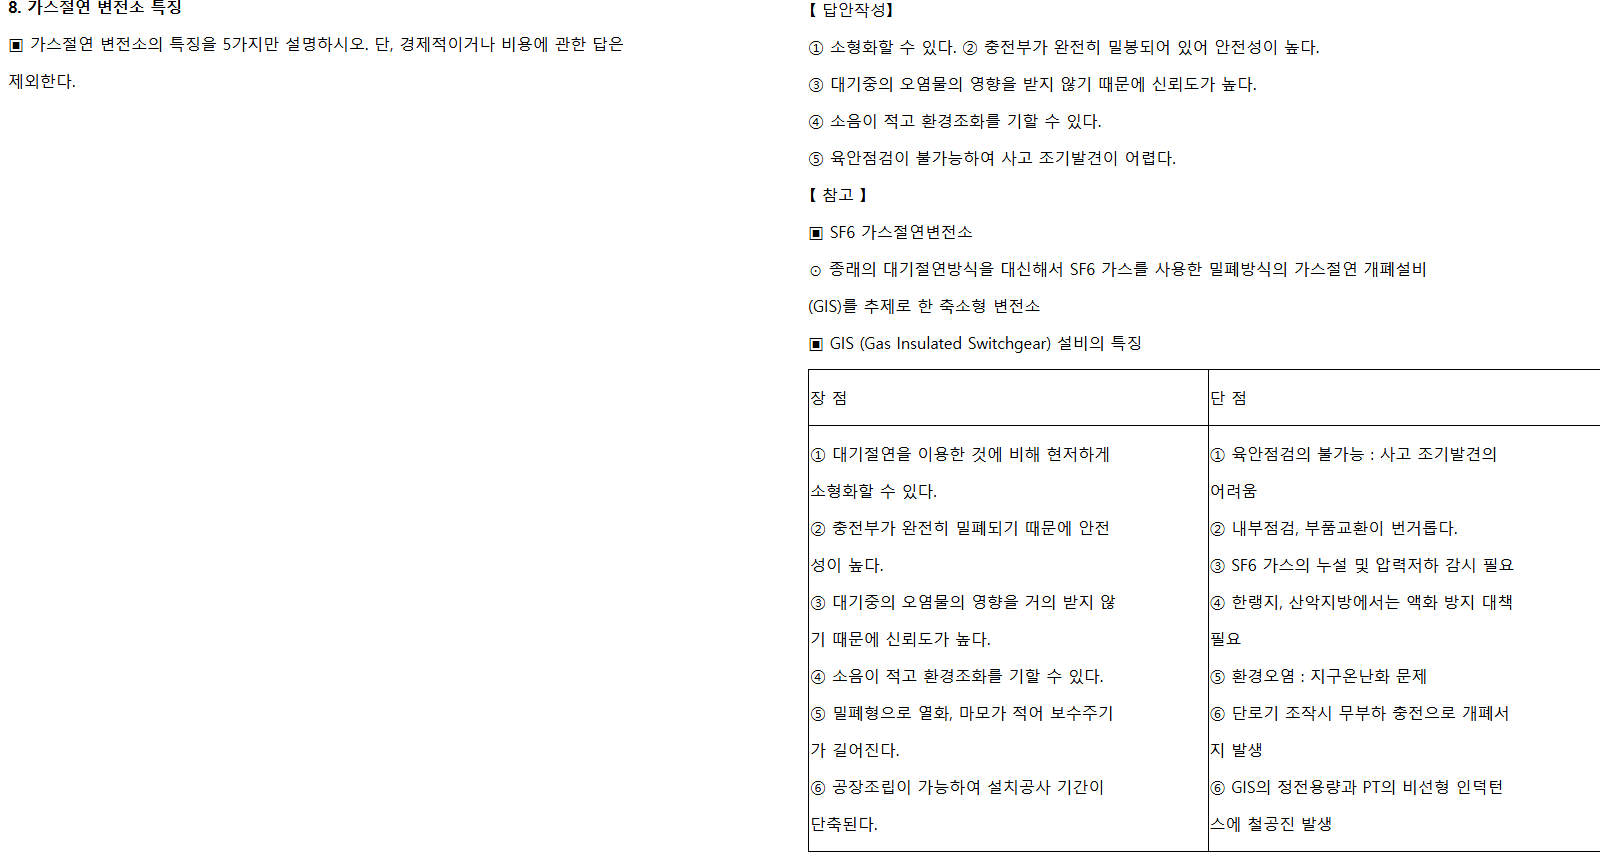 8. 가스절연 변전소 특징
▣ 가스절연 변전소의 특징을 5가지만 설명하시오. 단, 경제적이거나 비용에 관한 답은
제외한다.
【 답안작성】
① 소형화할 수 있다. ② 충전부가 완전히 밀봉되어 있어 안전성이 높다.
③ 대기중의 오염물의 영향을 받지 않기 때문에 신뢰도가 높다.
④ 소음이 적고 환경조화를 기할 수 있다.
⑤ 육안점검이 불가능하여 사고 조기발견이 어렵다.
【 참고 】
▣ SF6 가스절연변전소
⊙ 종래의 대기절연방식을 대신해서 SF6 가스를 사용한 밀폐방식의 가스절연 개폐설비
(GIS)를 추제로 한 축소형 변전소
▣ GIS (Gas Insulated Switchgear) 설비의 특징
장 점
① 대기절연을 이용한 것에 비해 현저하게
소형화할 수 있다.
② 충전부가 완전히 밀폐되기 때문에 안전
성이 높다.
③ 대기중의 오염물의 영향을 거의 받지 않
기 때문에 신뢰도가 높다.
④ 소음이 적고 환경조화를 기할 수 있다.
⑤ 밀폐형으로 열화, 마모가 적어 보수주기
가 길어진다.
⑥ 공장조립이 가능하여 설치공사 기간이
단축된다.
단 점
① 육안점검의 불가능 : 사고 조기발견의
어려움
② 내부점검, 부품교환이 번거롭다.
③ SF6 가스의 누설 및 압력저하 감시 필요
④ 한랭지, 산악지방에서는 액화 방지 대책
필요
⑤ 환경오염 : 지구온난화 문제
⑥ 단로기 조작시 무부하 충전으로 개폐서
지 발생
⑥ GIS의 정전용량과 PT의 비선형 인덕턴
스에 철공진 발생